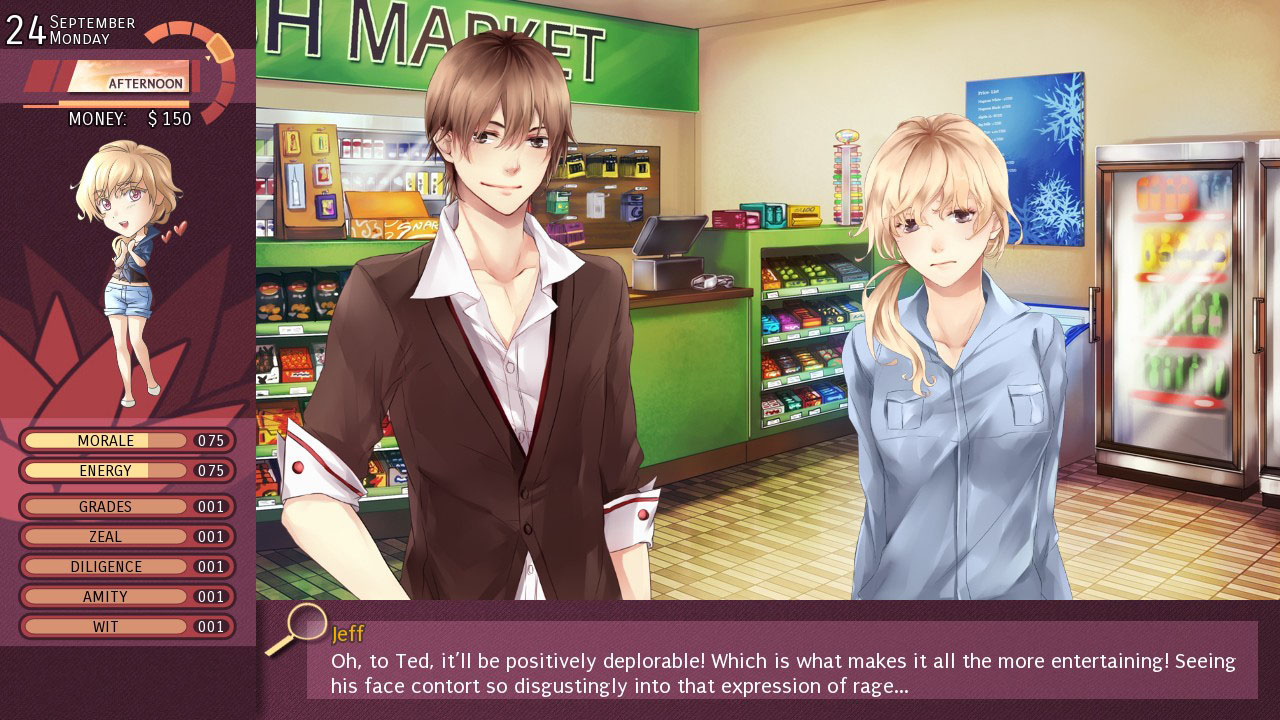 24 SEPTEMBER
MONDAY
AFTERNOON
MONEY: $ 150
MORALE 075
ENERGY 075
GRADES 001
ZEAL 001
DILIGENCE 001
AMITY 001
WIT 001
H MARKET
Price List
Jeff
Oh, to Ted, it'll be positively deplorable! Which is what makes it all the more entertaining! Seeing
his face contort so disgustingly into that expression of rage...